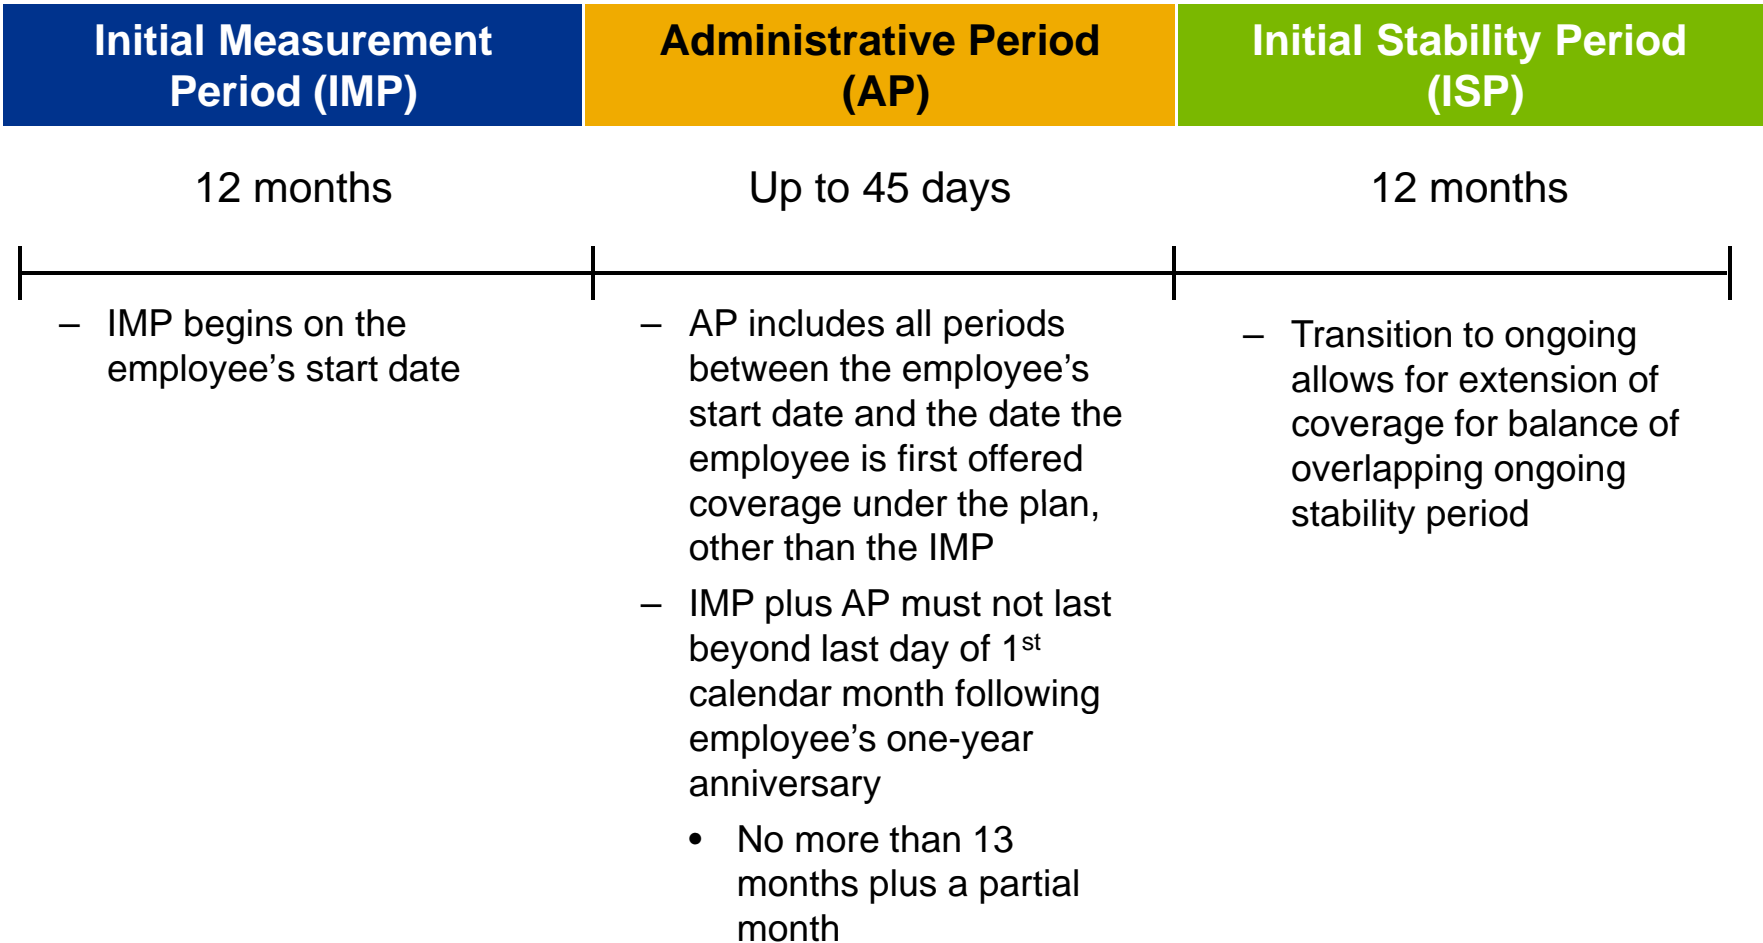 Initial Measurement
Period (IMP)
Administrative Period
(AP)
Initial Stability Period
(ISP)
12 months
Up to 45 days
12 months
– IMP begins on the
employee’s start date
– AP includes all periods
between the employee’s
start date and the date the
employee is first offered
coverage under the plan,
other than the IMP
– IMP plus AP must not last
beyond last day of 1st
calendar month following
employee’s one-year
anniversary
• No more than 13
months plus a partial
month
– Transition to ongoing
allows for extension of
coverage for balance of
overlapping ongoing
stability period